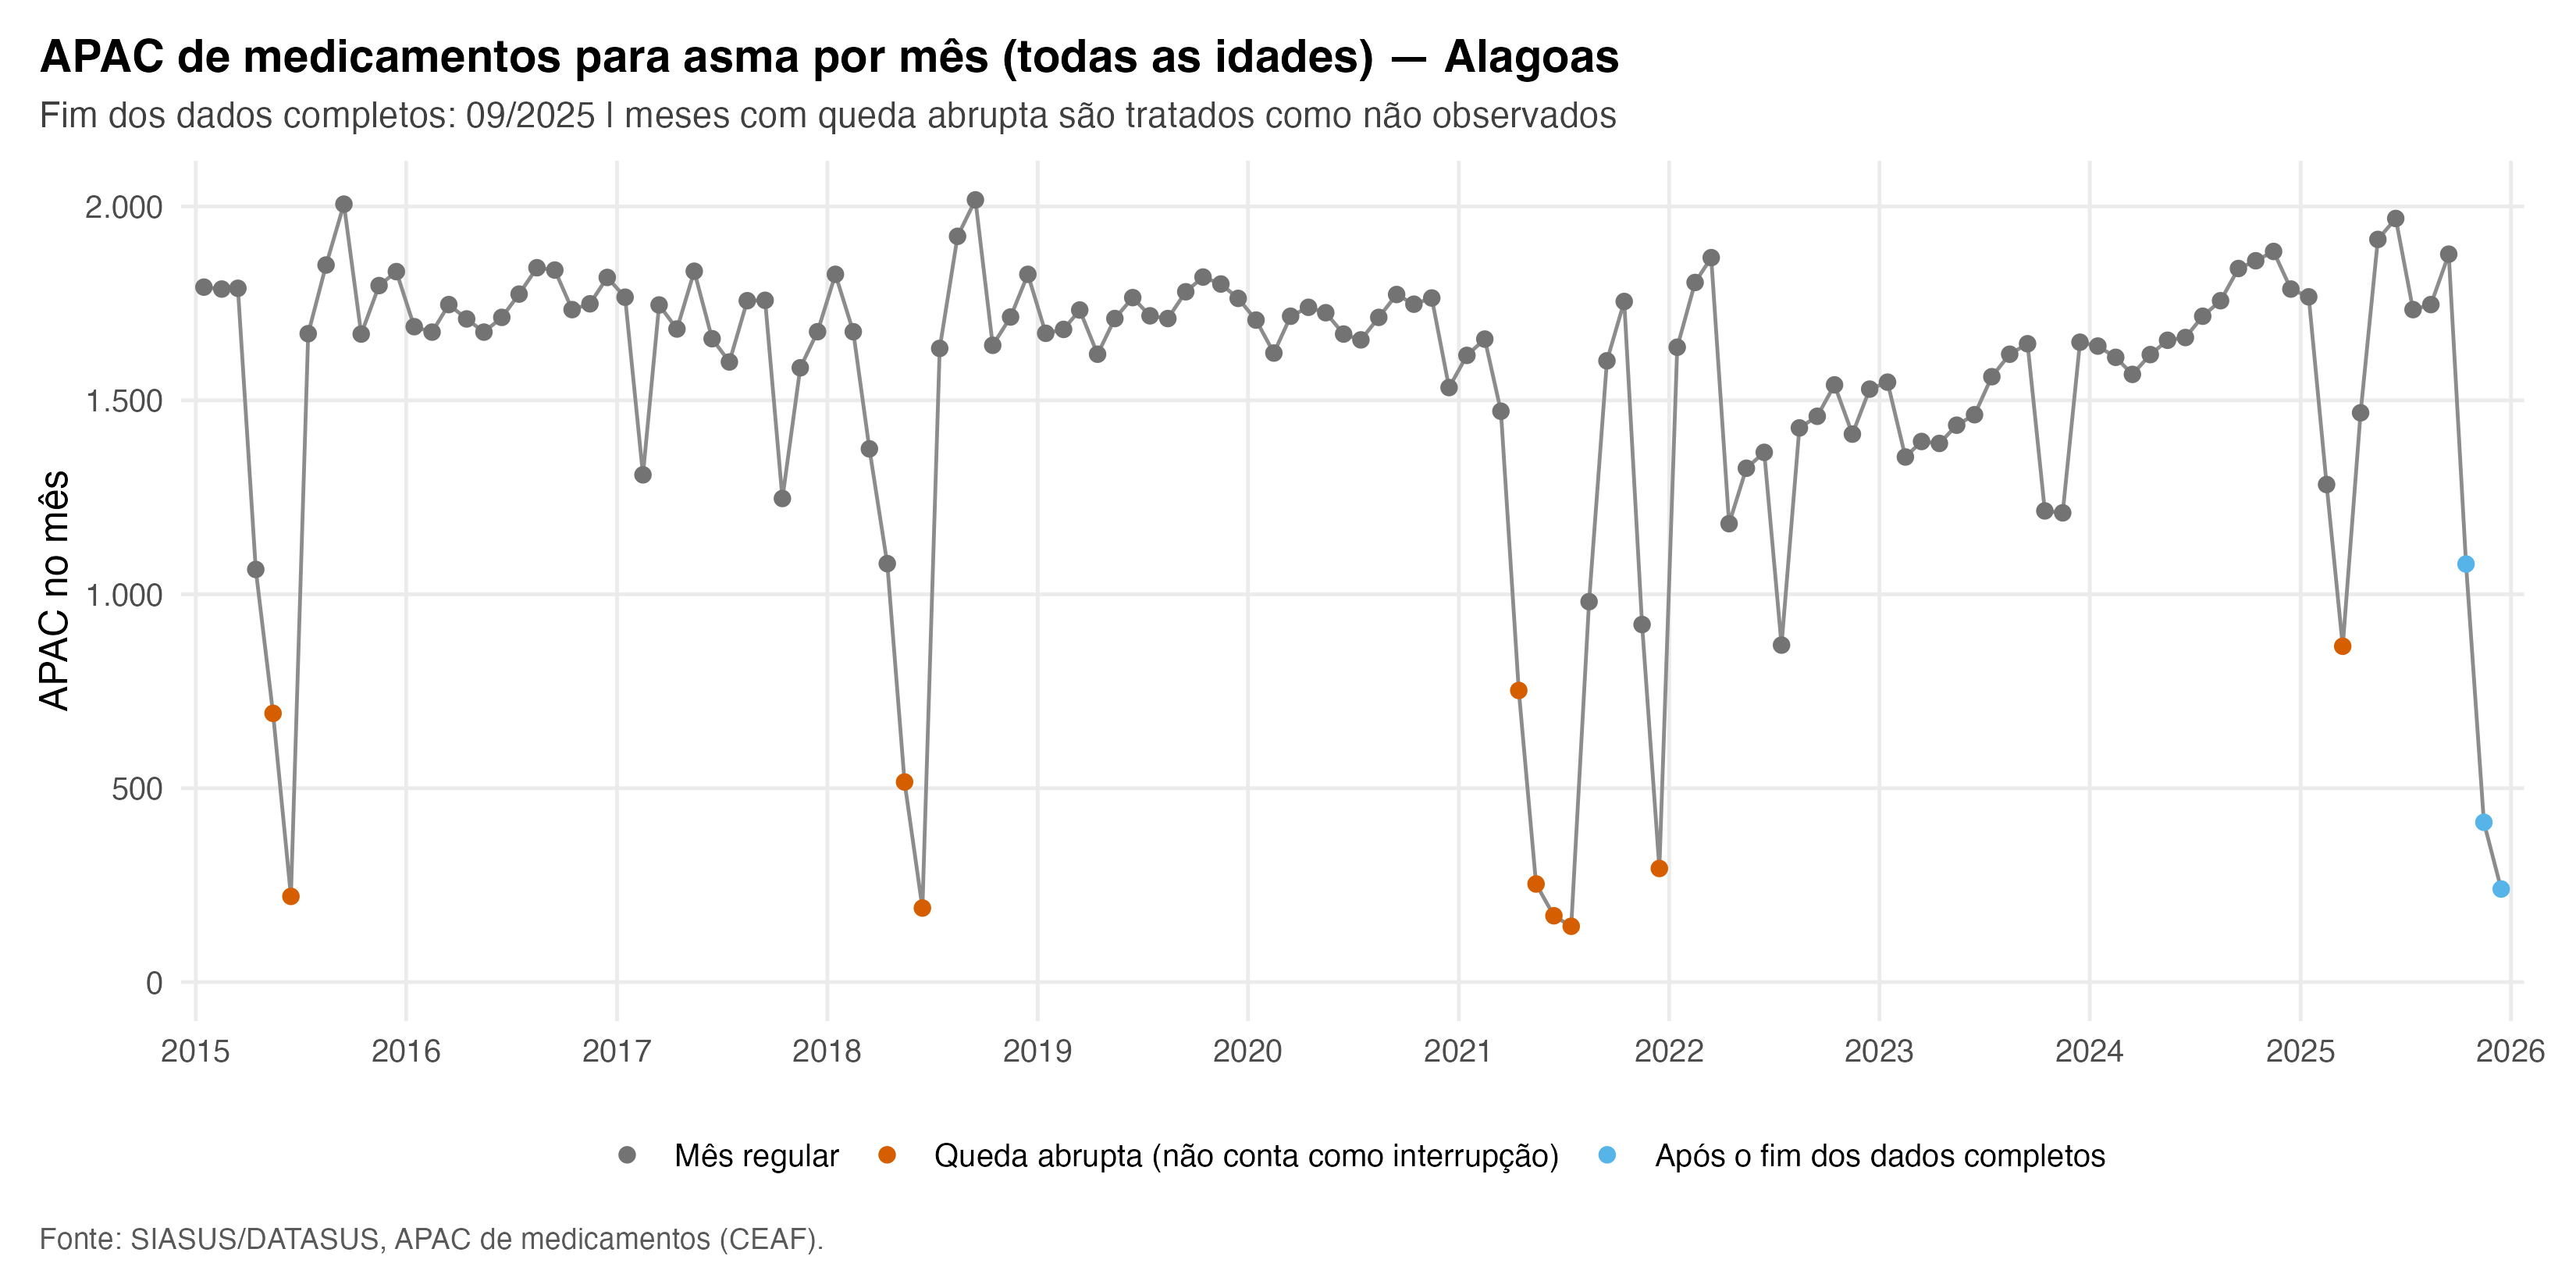 APAC de medicamentos para asma por mês (todas as idades) — Alagoas
Fim dos dados completos: 09/2025 | meses com queda abrupta são tratados como não observados
APAC no mês
2.000
1.500
1.000
500
0
2015 2016 2017 2018 2019 2020 2021 2022 2023 2024 2025 2026
Mês regular Queda abrupta (não conta como interrupção) Após o fim dos dados completos
Fonte: SIASUS/DATASUS, APAC de medicamentos (CEAF).